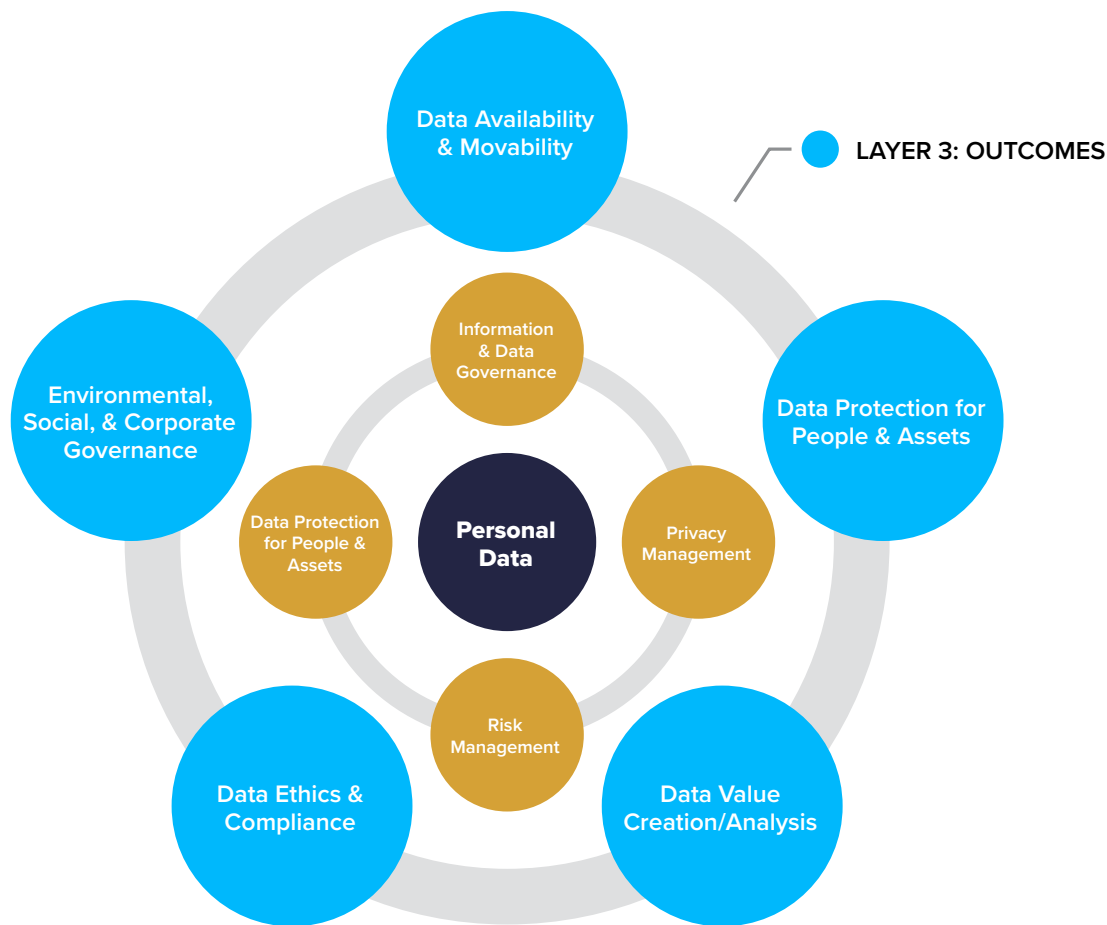 Data Availability
& Movability
LAYER 3: OUTCOMES
Information
& Data
Governance
Environmental,
Social, & Corporate
Governance
Data Protection for
People & Assets
Data Protection
for People &
Assets
Personal
Data
Privacy
Management
Risk
Management
Data Ethics &
Compliance
Data Value
Creation/Analysis